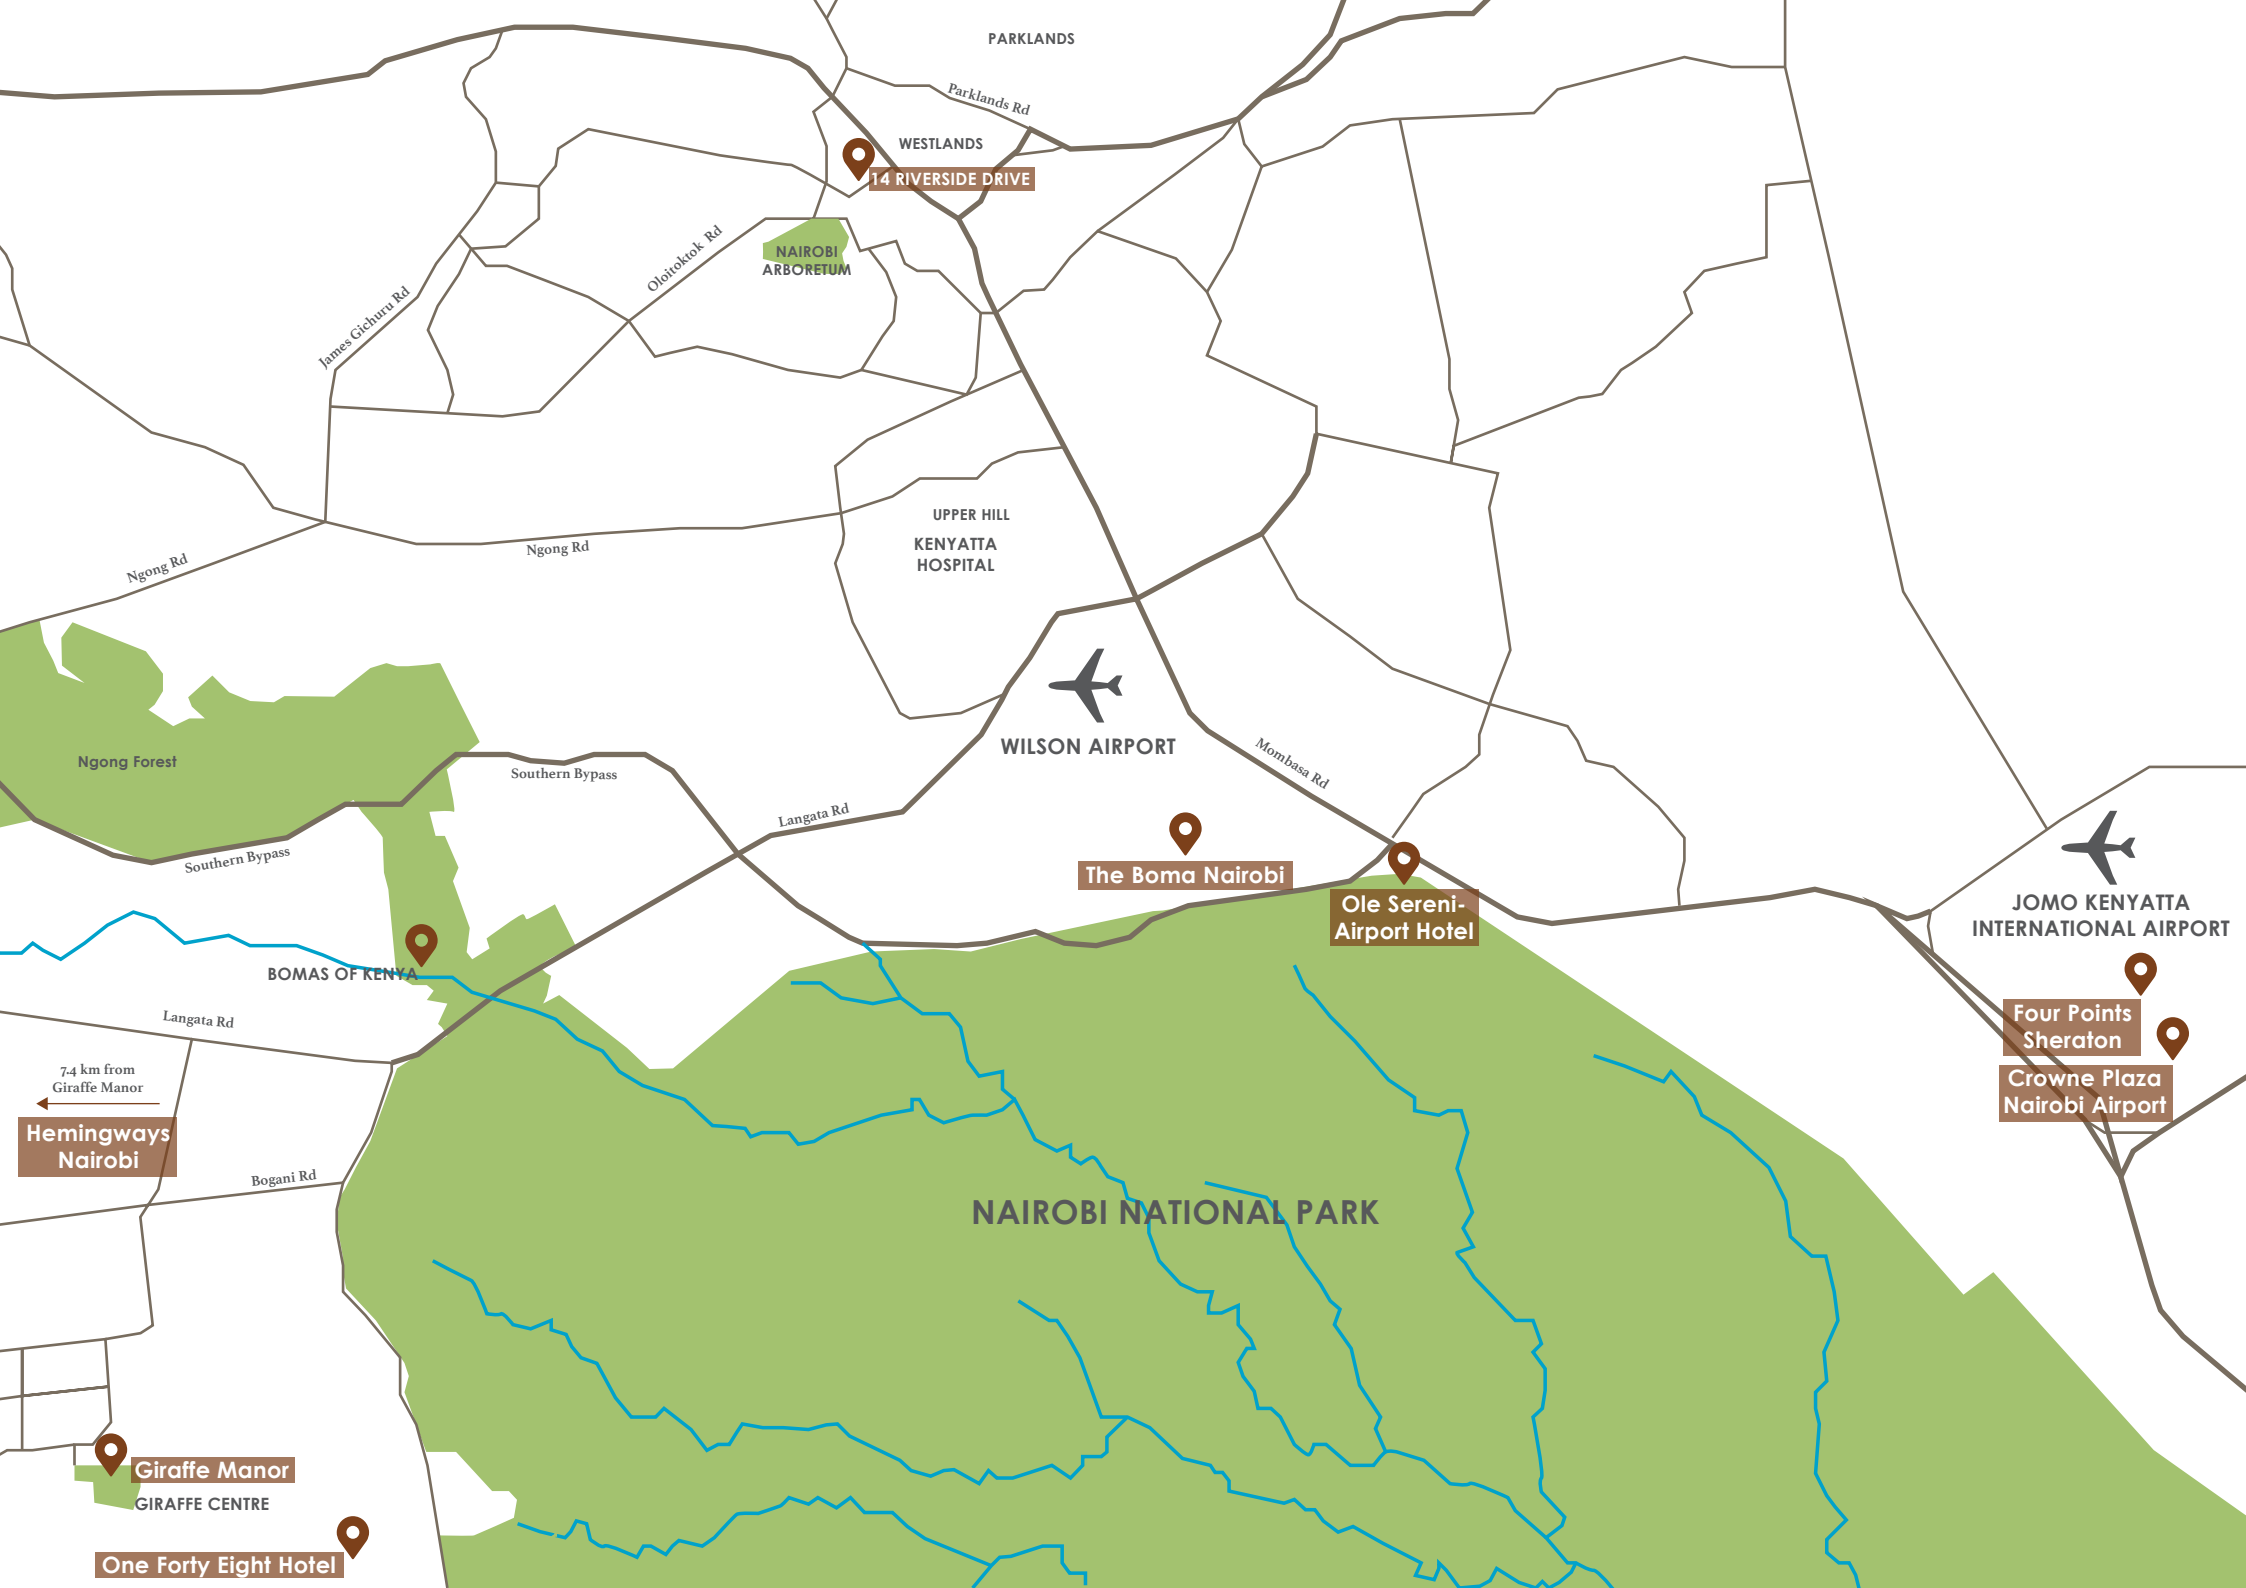 PARKLANDS
Parklands Rd
WESTLANDS
14 RIVERSIDE DRIVE
Oloitoktok Rd
NAIROBI
ARBORETUM
James Gichuru Rd
UPPER HILL
KENYATTA
HOSPITAL
Ngong Rd
Ngong Rd
WILSON AIRPORT
Mombasa Rd
Ngong Forest
Southern Bypass
Langata Rd
Southern Bypass
The Boma Nairobi
Ole Sereni-
Airport Hotel
JOMO KENYATTA
INTERNATIONAL AIRPORT
BOMAS OF KENYA
Langata Rd
Four Points
Sheraton
Crowne Plaza
Nairobi Airport
7.4 km from
Giraffe Manor
Hemingways
Nairobi
Bogani Rd
NAIROBI NATIONAL PARK
Giraffe Manor
GIRAFFE CENTRE
One Forty Eight Hotel